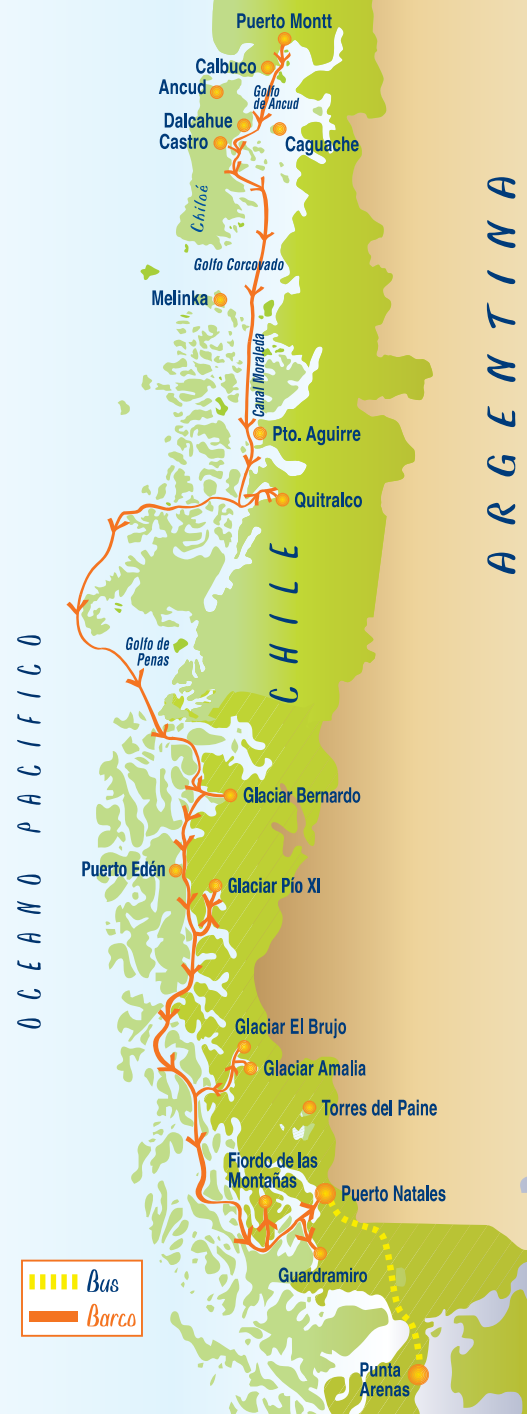 Puerto Montt
Calbuco
Ancud
Golfo
de Ancud
Dalcahue
Castro
Caguache
Chiloé
Golfo Corcovado
Melinka
Canal Moraleda
Pto. Aguirre
Quitralco
ARGENTINA
CHILE
OCEANO PACIFICO
Golfo de
Penas
Glaciar Bernardo
Puerto Edén
Glaciar Pío XI
Glaciar El Brujo
Glaciar Amalia
Torres del Paine
Fiordo de las
Montañas
Puerto Natales
Guardramiro
Bus
Barco
Punta
Arenas